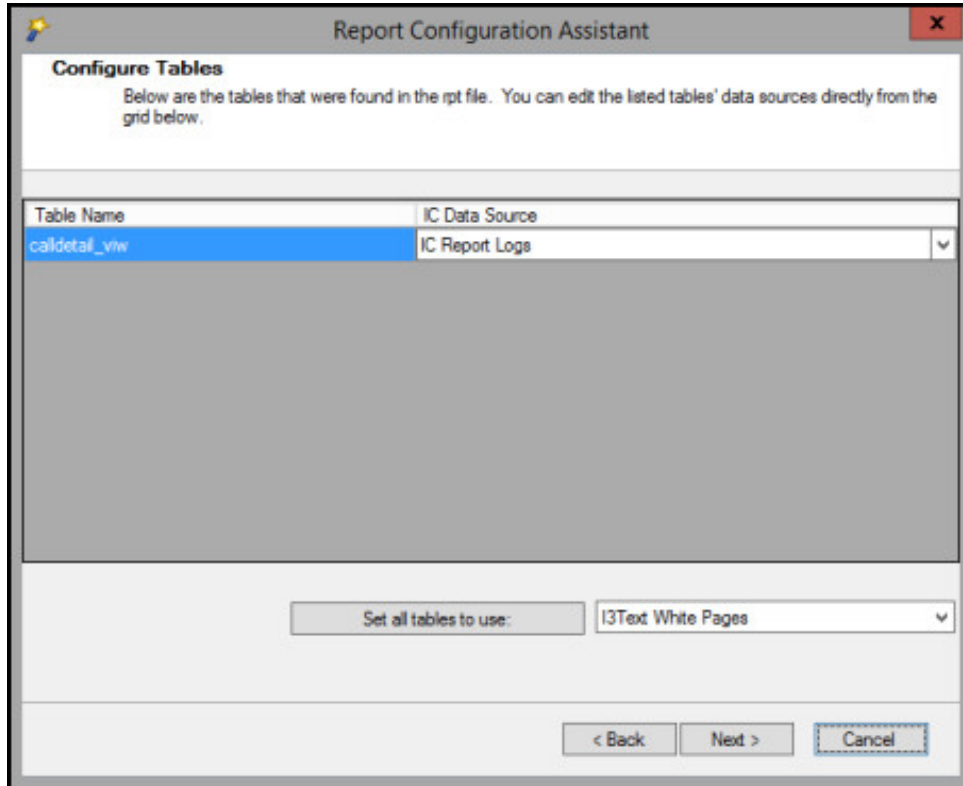 Report Configuration Assistant
x
Configure Tables
Below are the tables that were found in the rpt file. You can edit the listed tables' data sources directly from the
grid below.
Table Name IC Data Source
calldetail_viw IC Report Logs
Set all tables to use: I3Text White Pages
< Back Next > Cancel